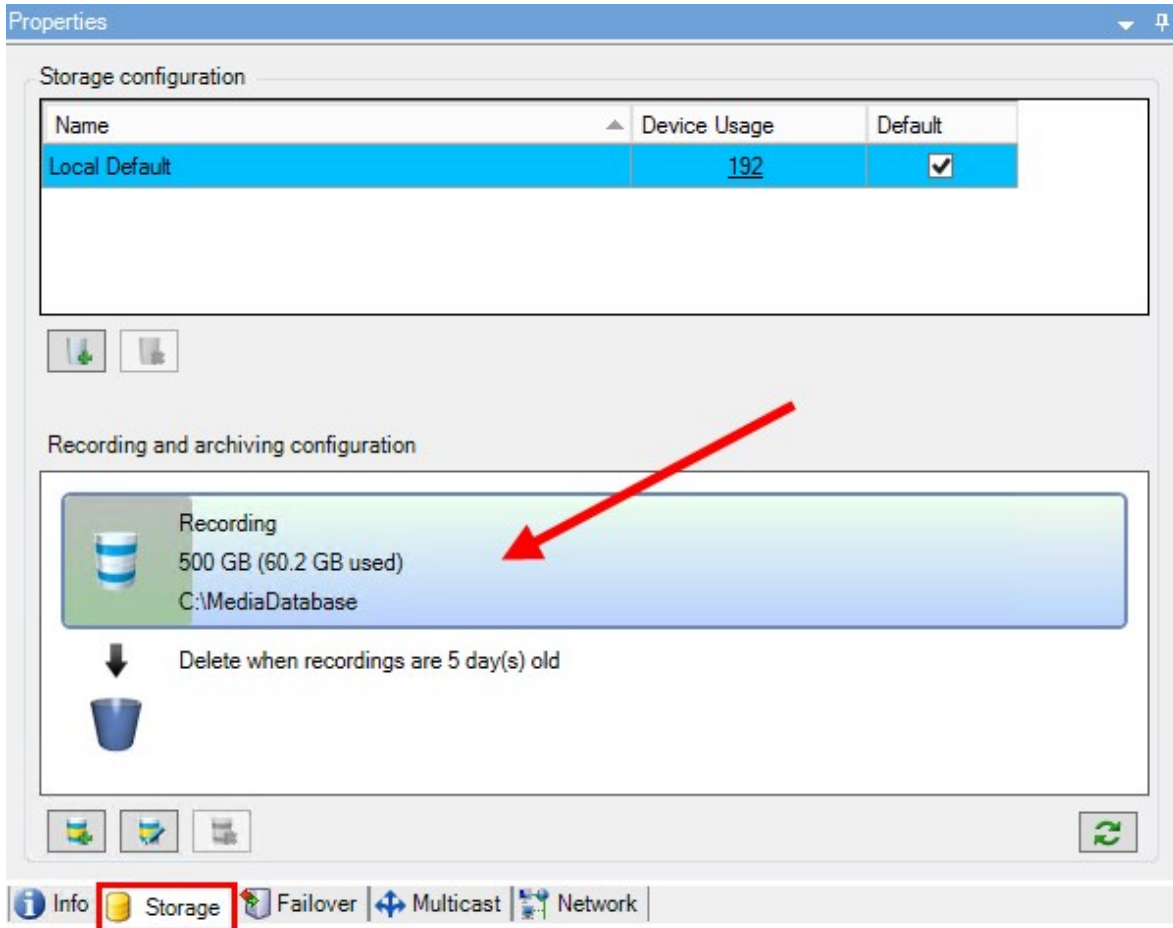 Properties
Storage configuration
Name Device Usage Default
Local Default 192
Recording and archiving configuration
Recording
500 GB (60.2 GB used)
C:\MediaDatabase
Delete when recordings are 5 day(s) old
Info Storage Failover Multicast Network